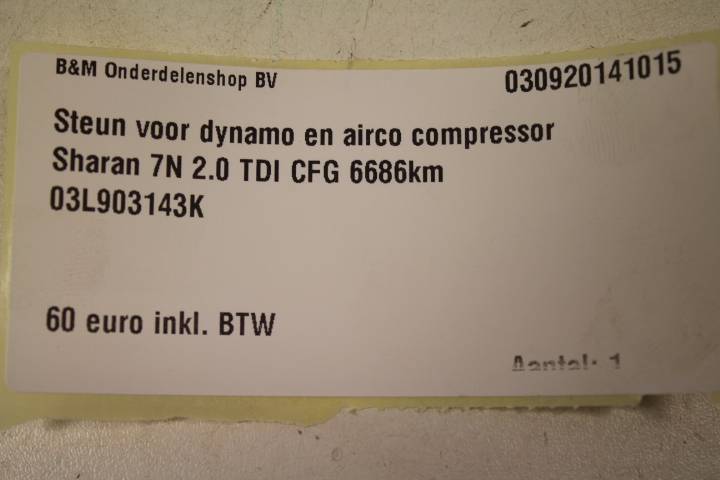 B&M Onderdelenshop BV
030920141015
Steun voor dynamo en airco compressor
Sharan 7N 2.0 TDI CFG 6686km
03L903143K
60 euro inkl. BTW
Aantal: 1